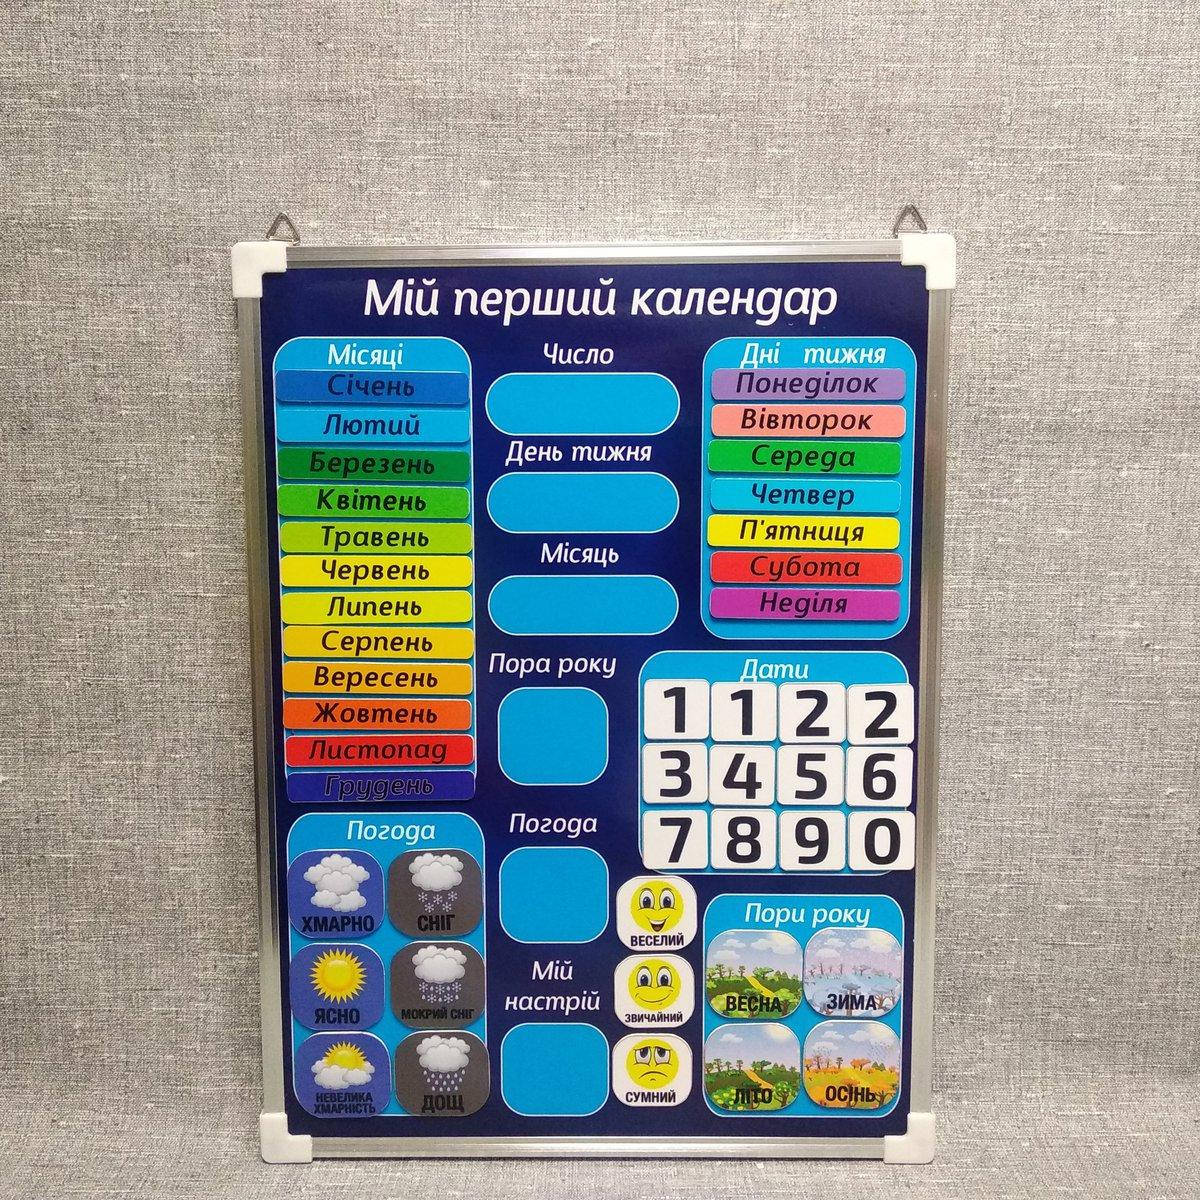 Мій перший календар
Місяці
Січень
Лютий
Березень
Квітень
Травень
Червень
Липень
Серпень
Вересень
Жовтень
Листопад
Грудень
Число
День тижня
Місяць
Пора року
Погода
Мій
настрій
Дні тижня
Понеділок
Вівторок
Середа
Четвер
П'ятниця
Субота
Неділя
Дати
1 1 2 2
3 4 5 6
7 8 9 0
Погода
ХМАРНО
СНІГ
ЯСНО
МОКРИЙ СНІГ
НЕВЕЛИКА
ХМАРНІСТЬ
ДОЩ
ВЕСЕЛИЙ
ЗВИЧАЙНИЙ
СУМНИЙ
Пори року
ВЕСНА
ЗИМА
ЛІТО
ОСІНЬ